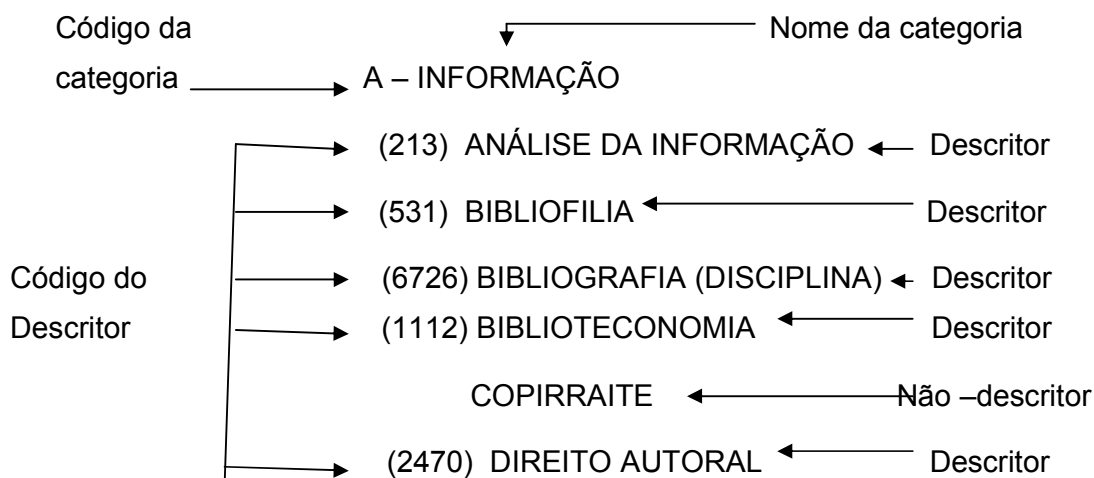 Código da Nome da categoria
categoria A – INFORMAÇÃO
(213) ANÁLISE DA INFORMAÇÃO Descritor
(531) BIBLIOFILIA Descritor
Código do (6726) BIBLIOGRAFIA (DISCIPLINA) Descritor
Descritor (1112) BIBLIOTECONOMIA Descritor
COPIRRAITE Não –descritor
(2470) DIREITO AUTORAL Descritor